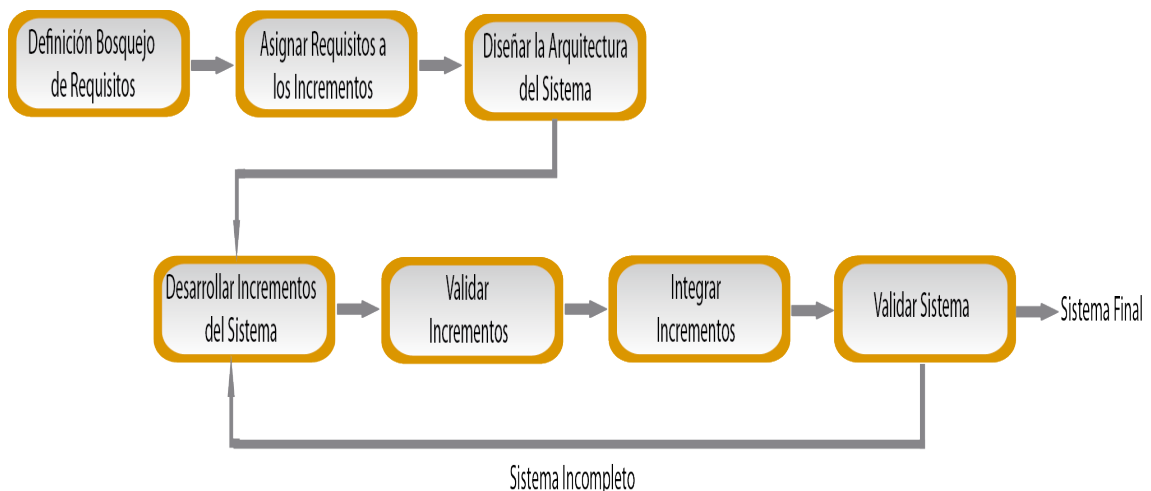 Definición Bosquejo
de Requisitos
Asignar Requisitos a
los Incrementos
Diseñar la Arquitectura
del Sistema
Desarrollar Incrementos
del Sistema
Validar
Incrementos
Integrar
Incrementos
Validar Sistema
Sistema Final
Sistema Incompleto